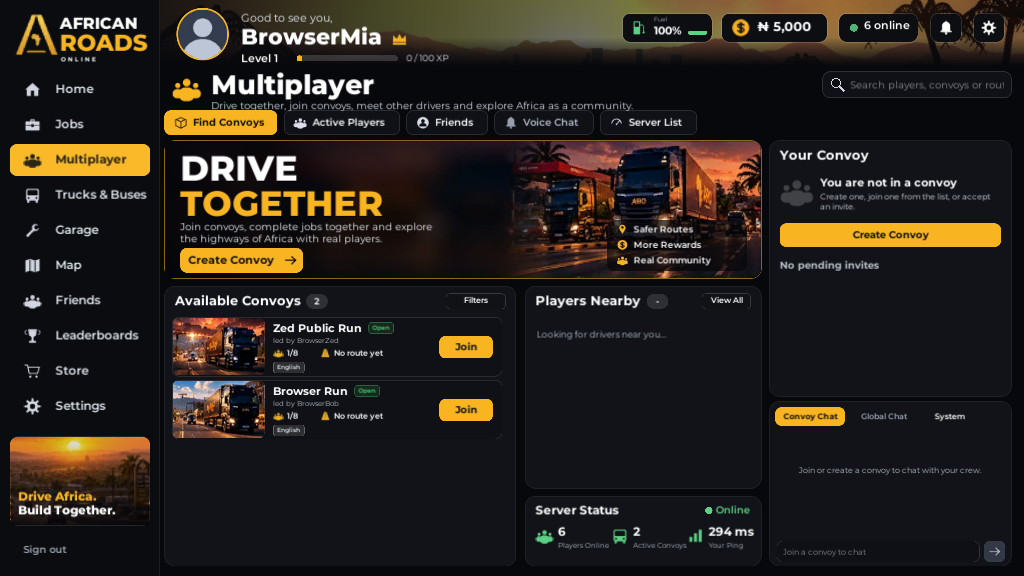 AFRICAN
ROADS
ONLINE
Home
Jobs
Multiplayer
Trucks & Buses
Garage
Map
Friends
Leaderboards
Store
Settings
Drive Africa.
Build Together.
Sign out
Good to see you,
BrowserMia
Level 1
0 / 100 XP
Fuel
100%
₦ 5,000
6 online
Multiplayer
Drive together, join convoys, meet other drivers and explore Africa as a community.
Search players, convoys or rout
Find Convoys
Active Players
Friends
Voice Chat
Server List
DRIVE
TOGETHER
Join convoys, complete jobs together and explore
the highways of Africa with real players.
Create Convoy
Safer Routes
More Rewards
Real Community
Available Convoys 2
Filters
Zed Public Run Open
led by BrowserZed
1/8 No route yet
English
Join
Browser Run Open
led by BrowserBob
1/8 No route yet
English
Join
Players Nearby -
View All
Looking for drivers near you...
Server Status
Online
6
Players Online
2
Active Convoys
294 ms
Your Ping
Your Convoy
You are not in a convoy
Create one, join one from the list, or accept
an invite.
Create Convoy
No pending invites
Convoy Chat
Global Chat
System
Join or create a convoy to chat with your crew.
Join a convoy to chat